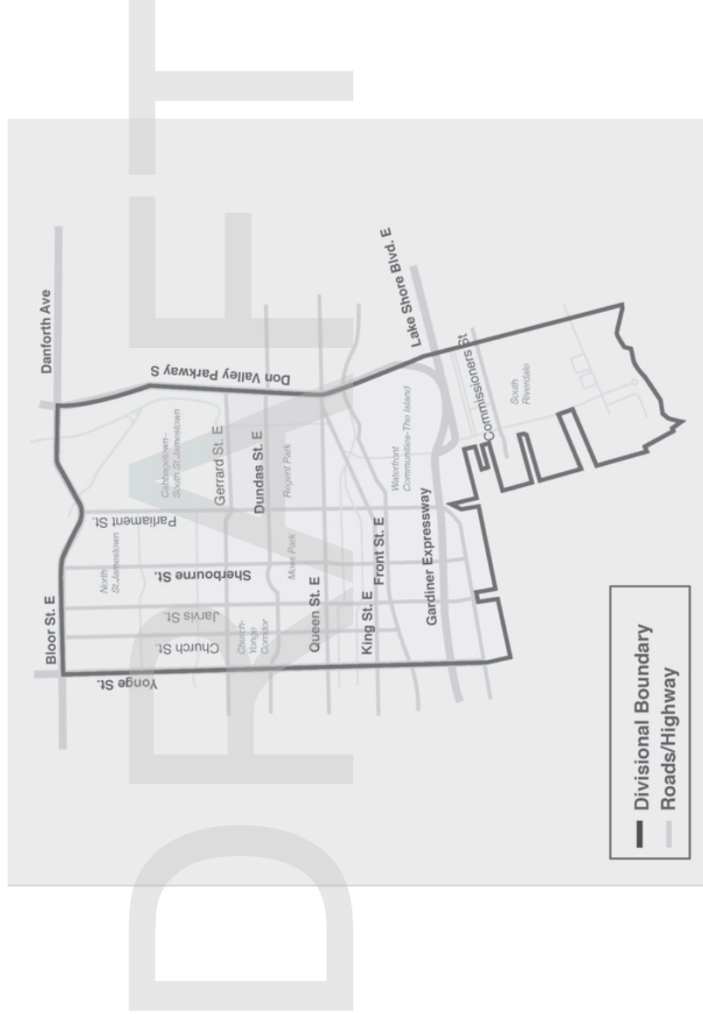 DRAFT
Danforth Ave
Bloor St. E
Don Valley Parkway S
Lake Shore Blvd. E
Cabbagetown-
South St.Jamestown
Gerrard St. E
Dundas St. E
Regent Park
Waterfront
Communities-The Island
Commissioners St
South
Riverdale
Parliament St.
North
St.Jamestown
Sherbourne St.
Moss Park
Queen St. E
King St. E
Front St. E
Gardiner Expressway
Jarvis St.
Church St.
Church-
Yonge
Corridor
Yonge St.
Divisional Boundary
Roads/Highway